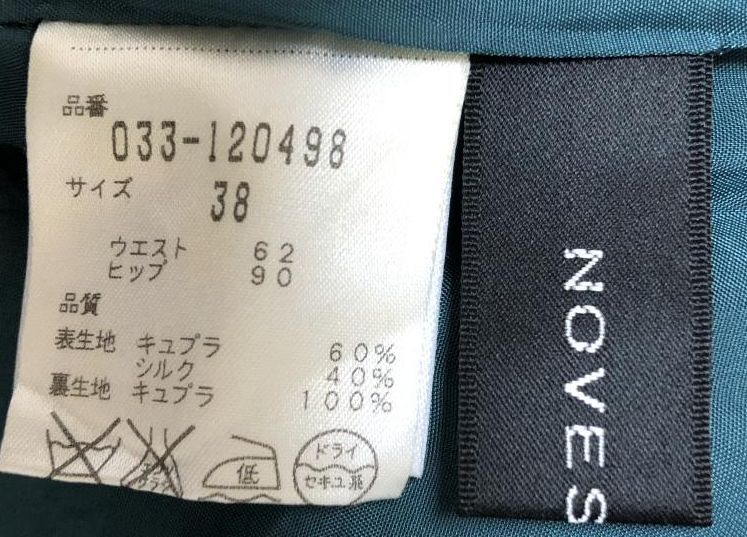 品番
033-120498
サイズ 38
ウエスト 62
ヒップ 90
品質
表生地 キュプラ 60%
シルク 40%
裏生地 キュプラ 100%
低
ドライ
セキユ系
NOVES